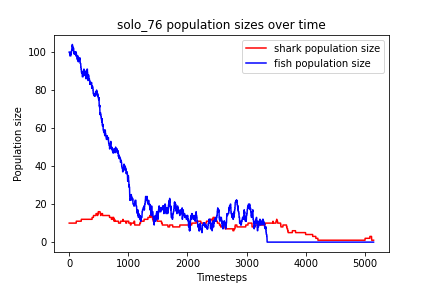 solo_76 population sizes over time
shark population size
fish population size
Population size
100
80
60
40
20
0
0 1000 2000 3000 4000 5000
Timesteps